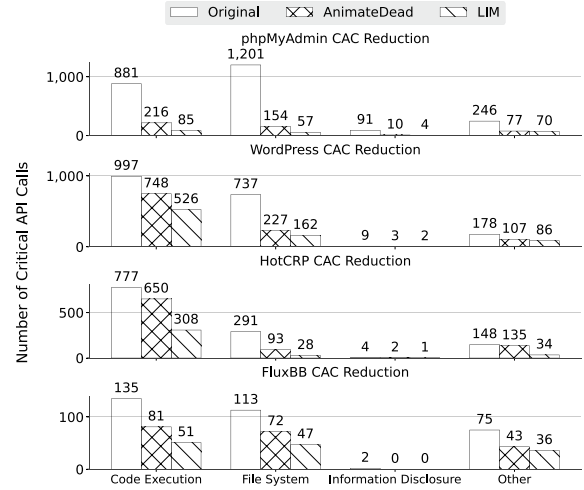 Original AnimateDead LIM
phpMyAdmin CAC Reduction
1,201
881
1,000
216 85 154 57 91 10 4 246 77 70
0
WordPress CAC Reduction
997
1,000
748 526 737 227 162 9 3 2 178 107 86
0
HotCRP CAC Reduction
777
650
500
308 291 93 28 4 2 1 148 135 34
0
FluxBB CAC Reduction
135
113
100
81 51 72 47 2 0 0 75 43 36
0
Code Execution File System Information Disclosure Other
Number of Critical API Calls